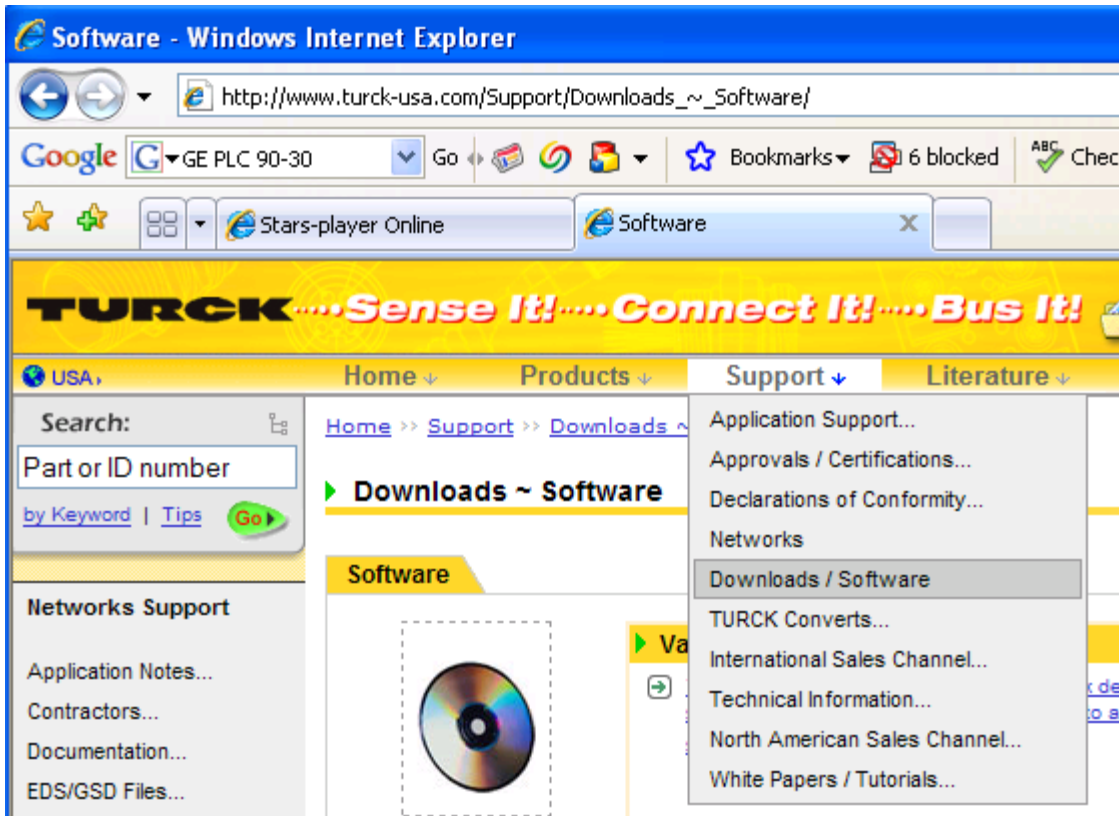 Software - Windows Internet Explorer
http://www.turck-usa.com/Support/Downloads_~_Software/
Google G GE PLC 90-30 Go Bookmarks 6 blocked ABC Chec
Stars-player Online Software
TURCK Sense It! Connect It! Bus It!
USA Home Products Support Literature
Search:
Part or ID number
by Keyword | Tips Go
Networks Support
Application Notes...
Contractors...
Documentation...
EDS/GSD Files...
Home >> Support >> Downloads ~
Downloads ~ Software
Software
Va
Application Support...
Approvals / Certifications...
Declarations of Conformity...
Networks
Downloads / Software
TURCK Converts...
International Sales Channel...
Technical Information...
North American Sales Channel...
White Papers / Tutorials...